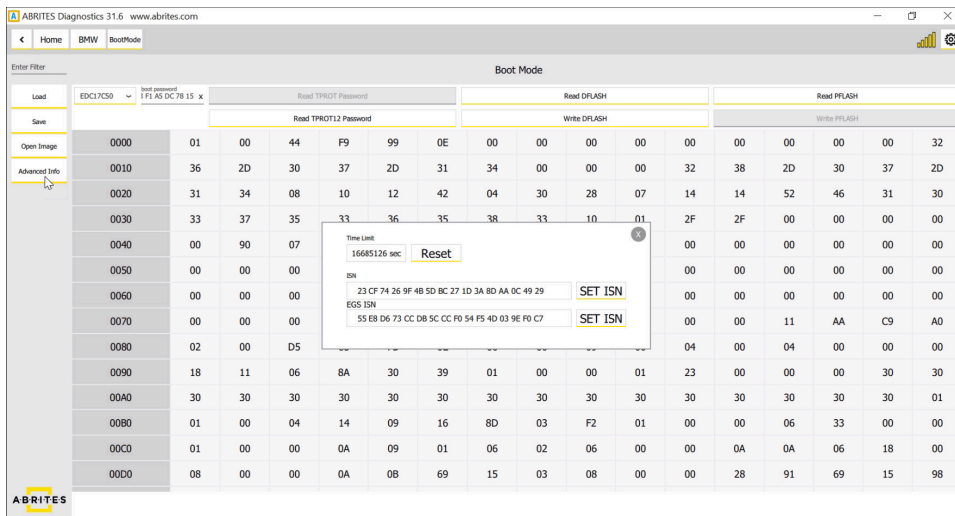 ABRITES Diagnostics 31.6 www.abrites.com
Home BMW BootMode
Enter Filter
Boot Mode
Load
Save
Open Image
Advanced Info
EDC17C50
boot password
F1 A5 DC 78 15 x
Read TPROT Password
Read DFLASH
Read PFLASH
Read TPROT12 Password
Write DFLASH
Write PFLASH
0000 01 00 44 F9 99 0E 00 00 00 00 00 00 00 00 00 32
0010 36 2D 30 37 2D 31 34 00 00 00 32 38 2D 30 37 2D
0020 31 34 08 10 12 42 04 30 28 07 14 14 52 46 31 30
0030 33 37 35 33 36 35 38 33 10 01 2F 2F 00 00 00 00
0040 00 90 07 00 00 00 00 00
0050 00 00 00 00 00 00 00 00
0060 00 00 00 00 00 00 00 00
0070 00 00 00 00 00 11 AA C9 A0
0080 02 00 D5 04 00 04 00 00 00
0090 18 11 06 8A 30 39 01 00 00 01 23 00 00 00 30 30
00A0 30 30 30 30 30 30 30 30 30 30 30 30 30 30 30 01
00B0 01 00 04 14 09 16 8D 03 F2 01 00 00 06 33 00 00
00C0 01 00 00 0A 09 01 06 02 06 00 00 0A 0A 06 18 00
00D0 08 00 00 0A 0B 69 15 03 08 00 00 28 91 69 15 98
Time Limit
16685126 sec Reset
ISN
23 CF 74 26 9F 4B 5D BC 27 1D 3A 8D AA 0C 49 29 SET ISN
EGS ISN
55 E8 D6 73 CC DB 5C CC F0 54 F5 4D 03 9E F0 C7 SET ISN
ABRITES